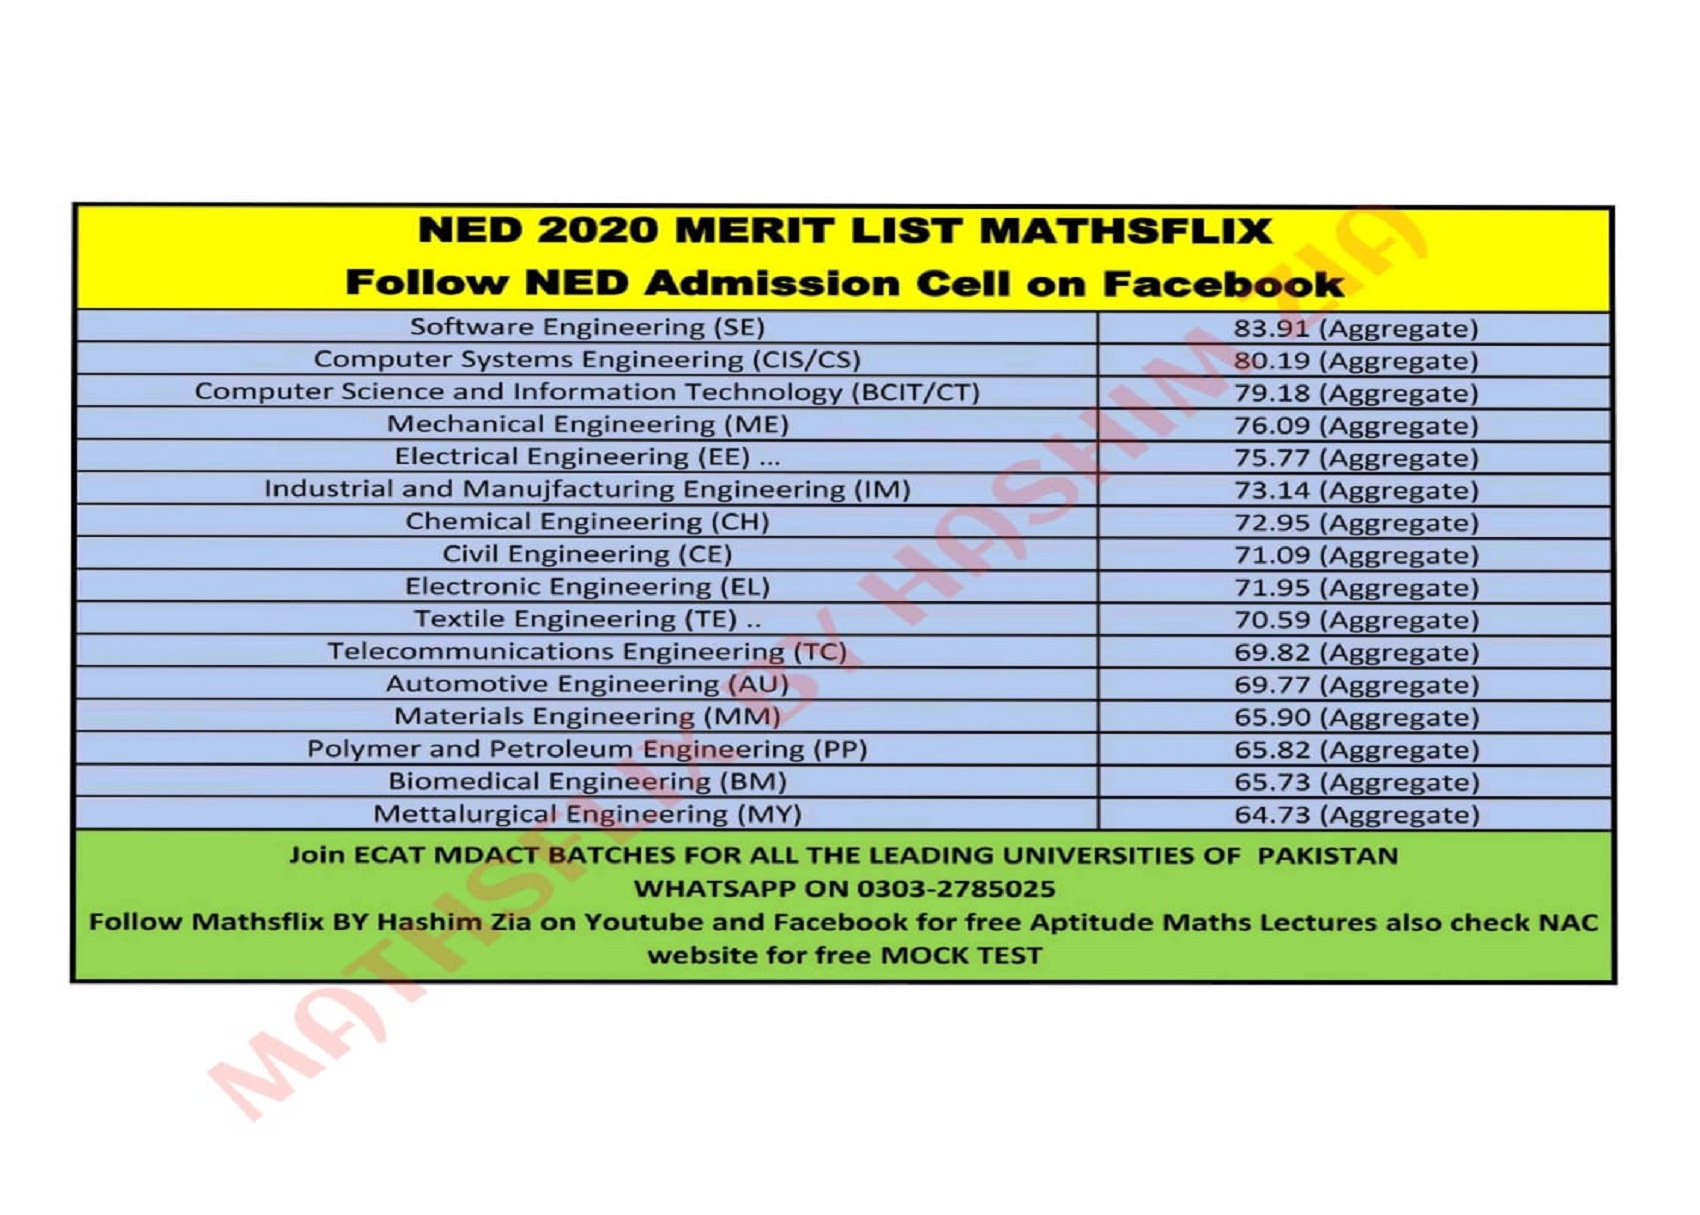 NED 2020 MERIT LIST MATHSFLIX
Follow NED Admission Cell on Facebook
Software Engineering (SE) 83.91 (Aggregate)
Computer Systems Engineering (CIS/CS) 80.19 (Aggregate)
Computer Science and Information Technology (BCIT/CT) 79.18 (Aggregate)
Mechanical Engineering (ME) 76.09 (Aggregate)
Electrical Engineering (EE) ... 75.77 (Aggregate)
Industrial and Manujfacturing Engineering (IM) 73.14 (Aggregate)
Chemical Engineering (CH) 72.95 (Aggregate)
Civil Engineering (CE) 71.09 (Aggregate)
Electronic Engineering (EL) 71.95 (Aggregate)
Textile Engineering (TE) .. 70.59 (Aggregate)
Telecommunications Engineering (TC) 69.82 (Aggregate)
Automotive Engineering (AU) 69.77 (Aggregate)
Materials Engineering (MM) 65.90 (Aggregate)
Polymer and Petroleum Engineering (PP) 65.82 (Aggregate)
Biomedical Engineering (BM) 65.73 (Aggregate)
Mettalurgical Engineering (MY) 64.73 (Aggregate)
Join ECAT MDACT BATCHES FOR ALL THE LEADING UNIVERSITIES OF PAKISTAN
WHATSAPP ON 0303-2785025
Follow Mathsflix BY Hashim Zia on Youtube and Facebook for free Aptitude Maths Lectures also check NAC
website for free MOCK TEST
MATHSFLIX BY HASHIM ZIA